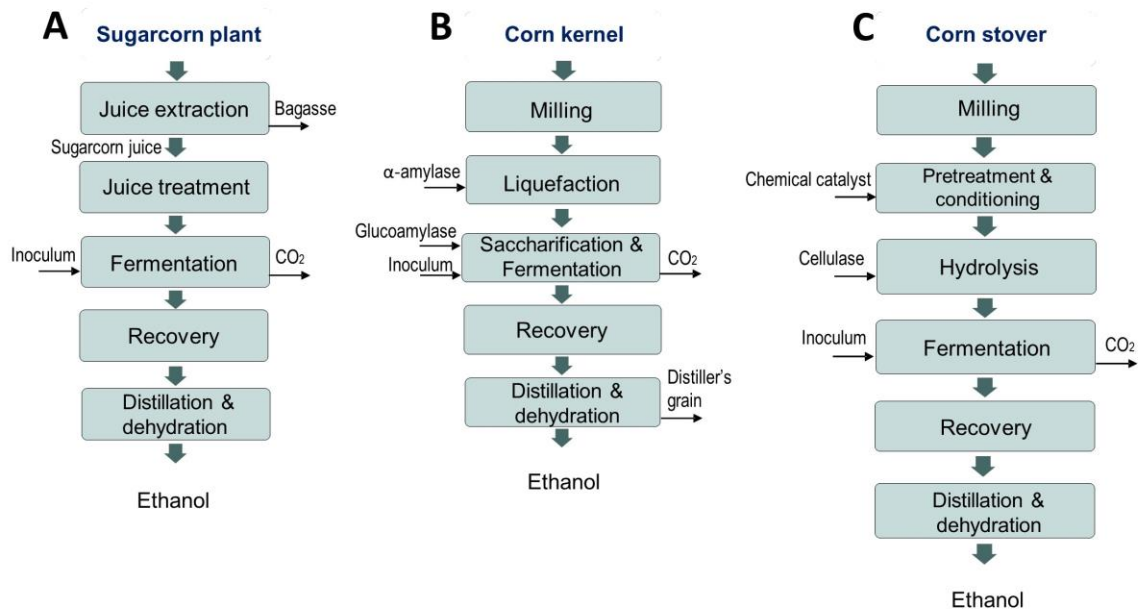 A
Sugarcorn plant
Juice extraction
Bagasse
Sugarcorn juice
Juice treatment
Inoculum
Fermentation
CO₂
Recovery
Distillation &
dehydration
Ethanol
B
Corn kernel
Milling
α-amylase
Liquefaction
Glucoamylase
Inoculum
Saccharification &
Fermentation
CO₂
Recovery
Distillation &
dehydration
Distiller's
grain
Ethanol
C
Corn stover
Milling
Chemical catalyst
Pretreatment &
conditioning
Cellulase
Hydrolysis
Inoculum
Fermentation
CO₂
Recovery
Distillation &
dehydration
Ethanol